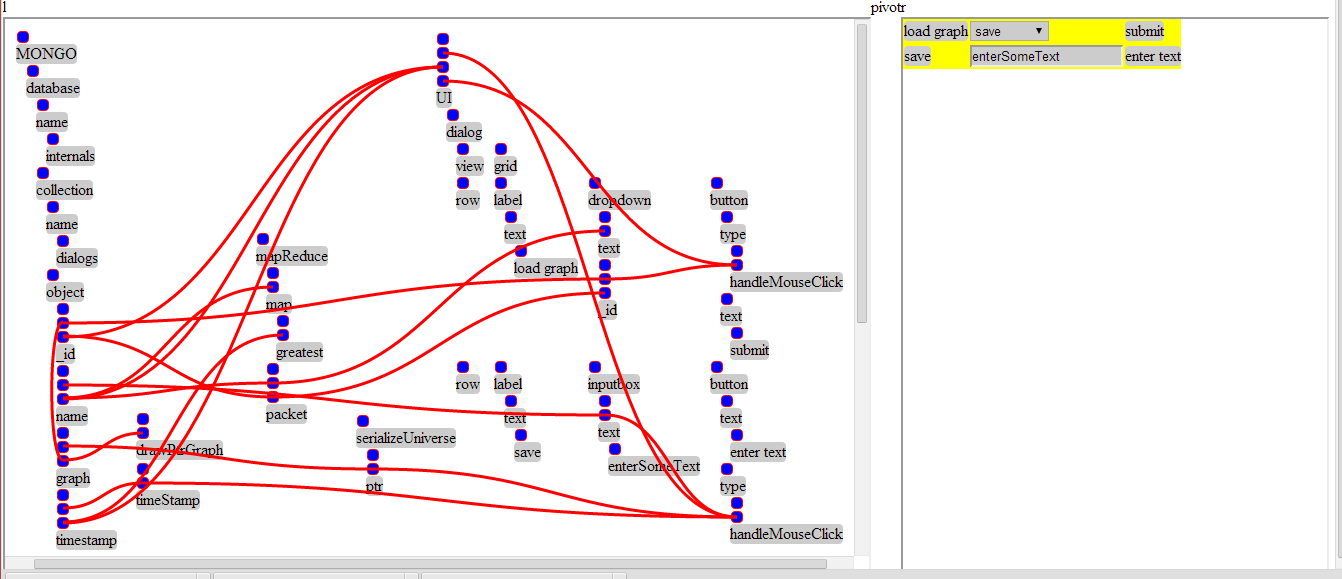 l
pivotr
MONGO
database
name
internals
collection
name
dialogs
object
_id
name
graph
timestamp
drawPtrGraph
timeStamp
mapReduce
map
greatest
packet
serializeUniverse
ptr
UI
dialog
view grid
row label dropdown button
text text type
load graph _id handleMouseClick
text
submit
row label inputbox button
text text text
save enterSomeText enter text
type
handleMouseClick
load graph save submit
save enterSomeText enter text